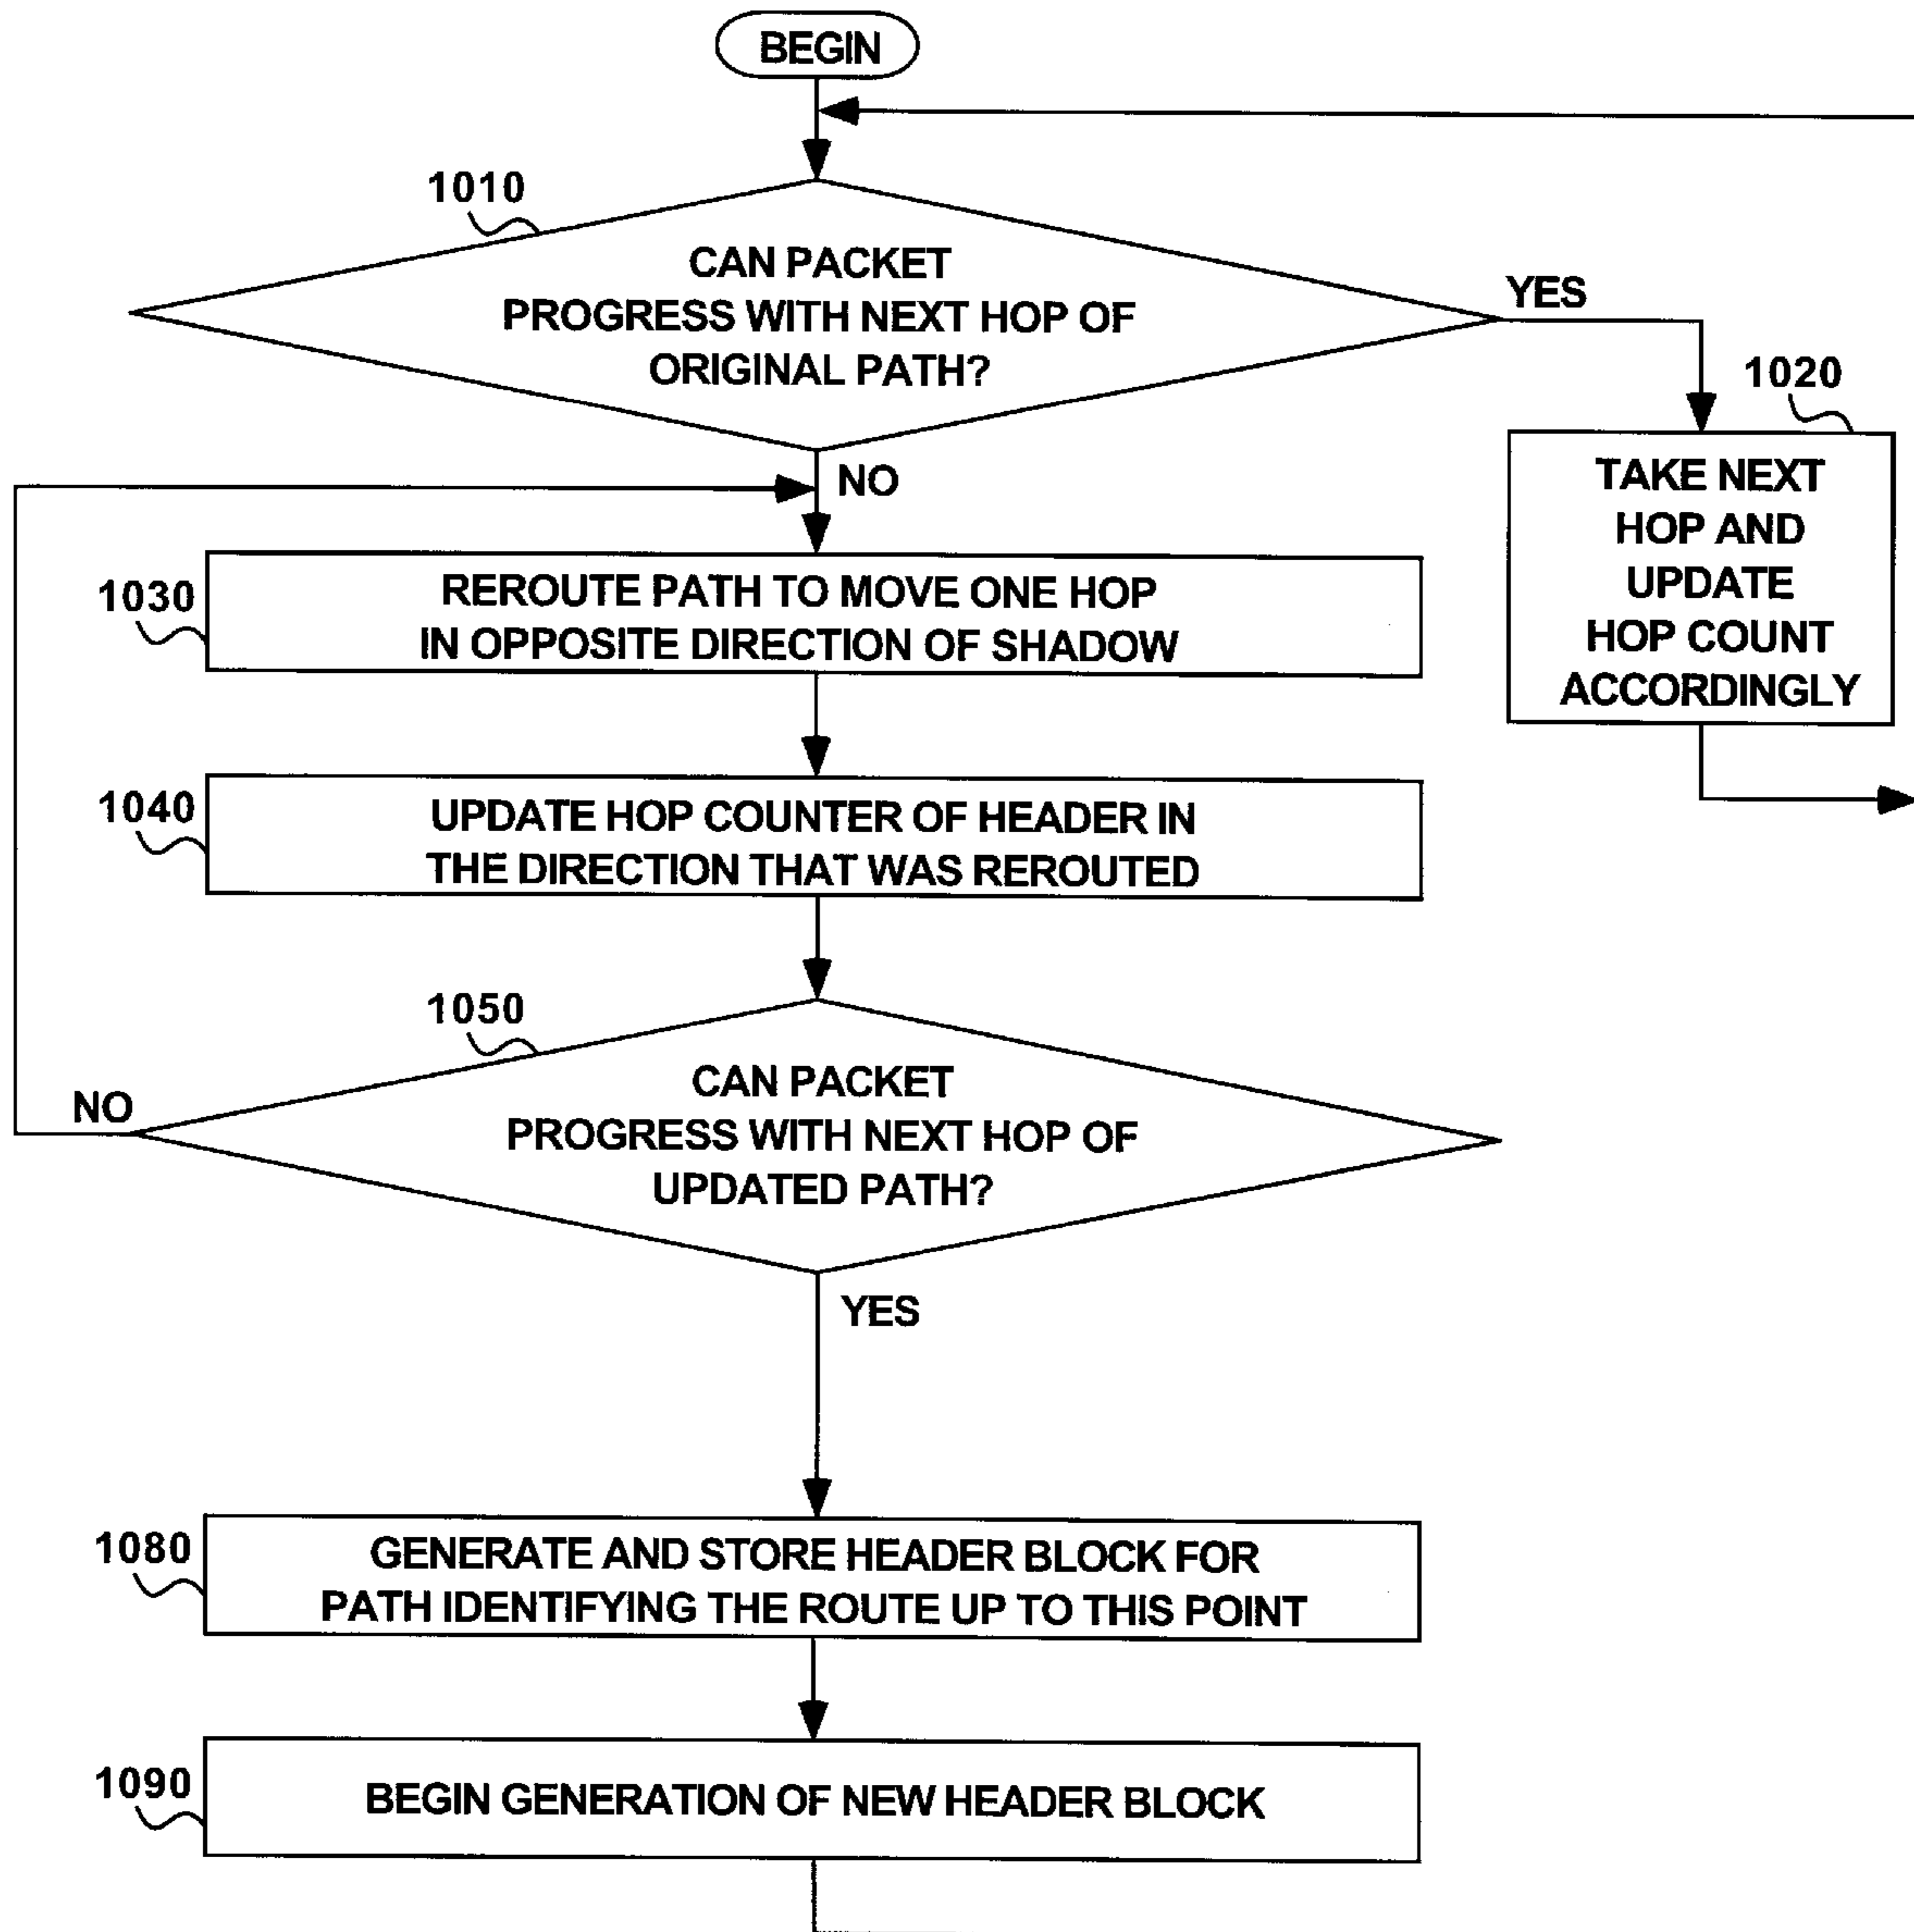 BEGIN
1010
CAN PACKET
PROGRESS WITH NEXT HOP OF
ORIGINAL PATH?
YES
1020
TAKE NEXT
HOP AND
UPDATE
HOP COUNT
ACCORDINGLY
NO
1030
REROUTE PATH TO MOVE ONE HOP
IN OPPOSITE DIRECTION OF SHADOW
1040
UPDATE HOP COUNTER OF HEADER IN
THE DIRECTION THAT WAS REROUTED
1050
CAN PACKET
PROGRESS WITH NEXT HOP OF
UPDATED PATH?
NO
YES
1080
GENERATE AND STORE HEADER BLOCK FOR
PATH IDENTIFYING THE ROUTE UP TO THIS POINT
1090
BEGIN GENERATION OF NEW HEADER BLOCK